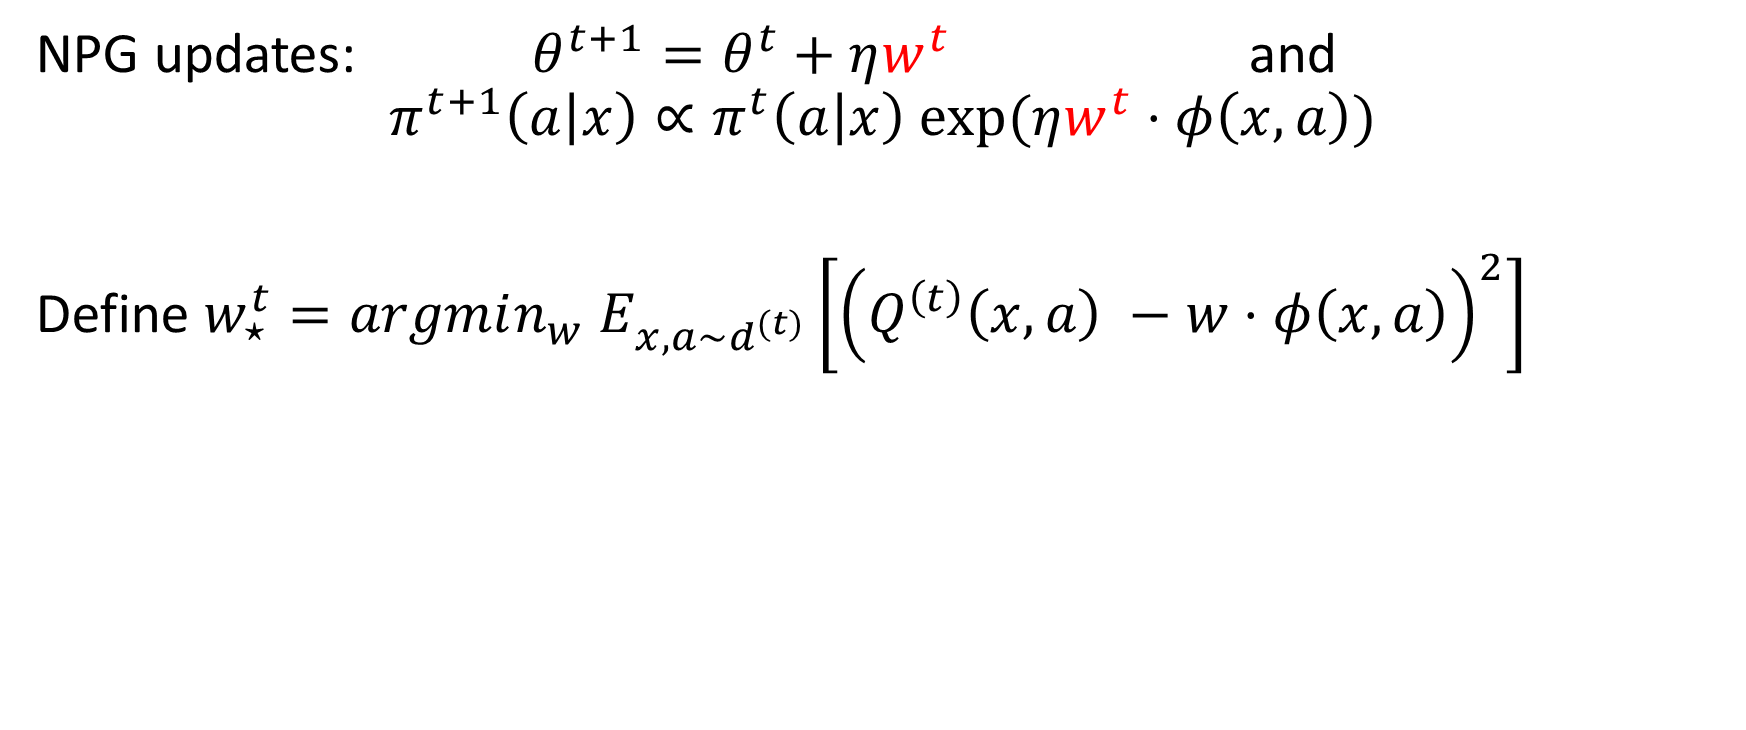 NPG updates: θ^{t+1} = θ^t + ηw^t and
π^{t+1}(a|x) ∝ π^t(a|x) exp(ηw^t · ϕ(x, a))
Define w_⋆^t = argmin_w E_{x,a~d^{(t)}} [(Q^{(t)}(x, a) − w · ϕ(x, a))^2]